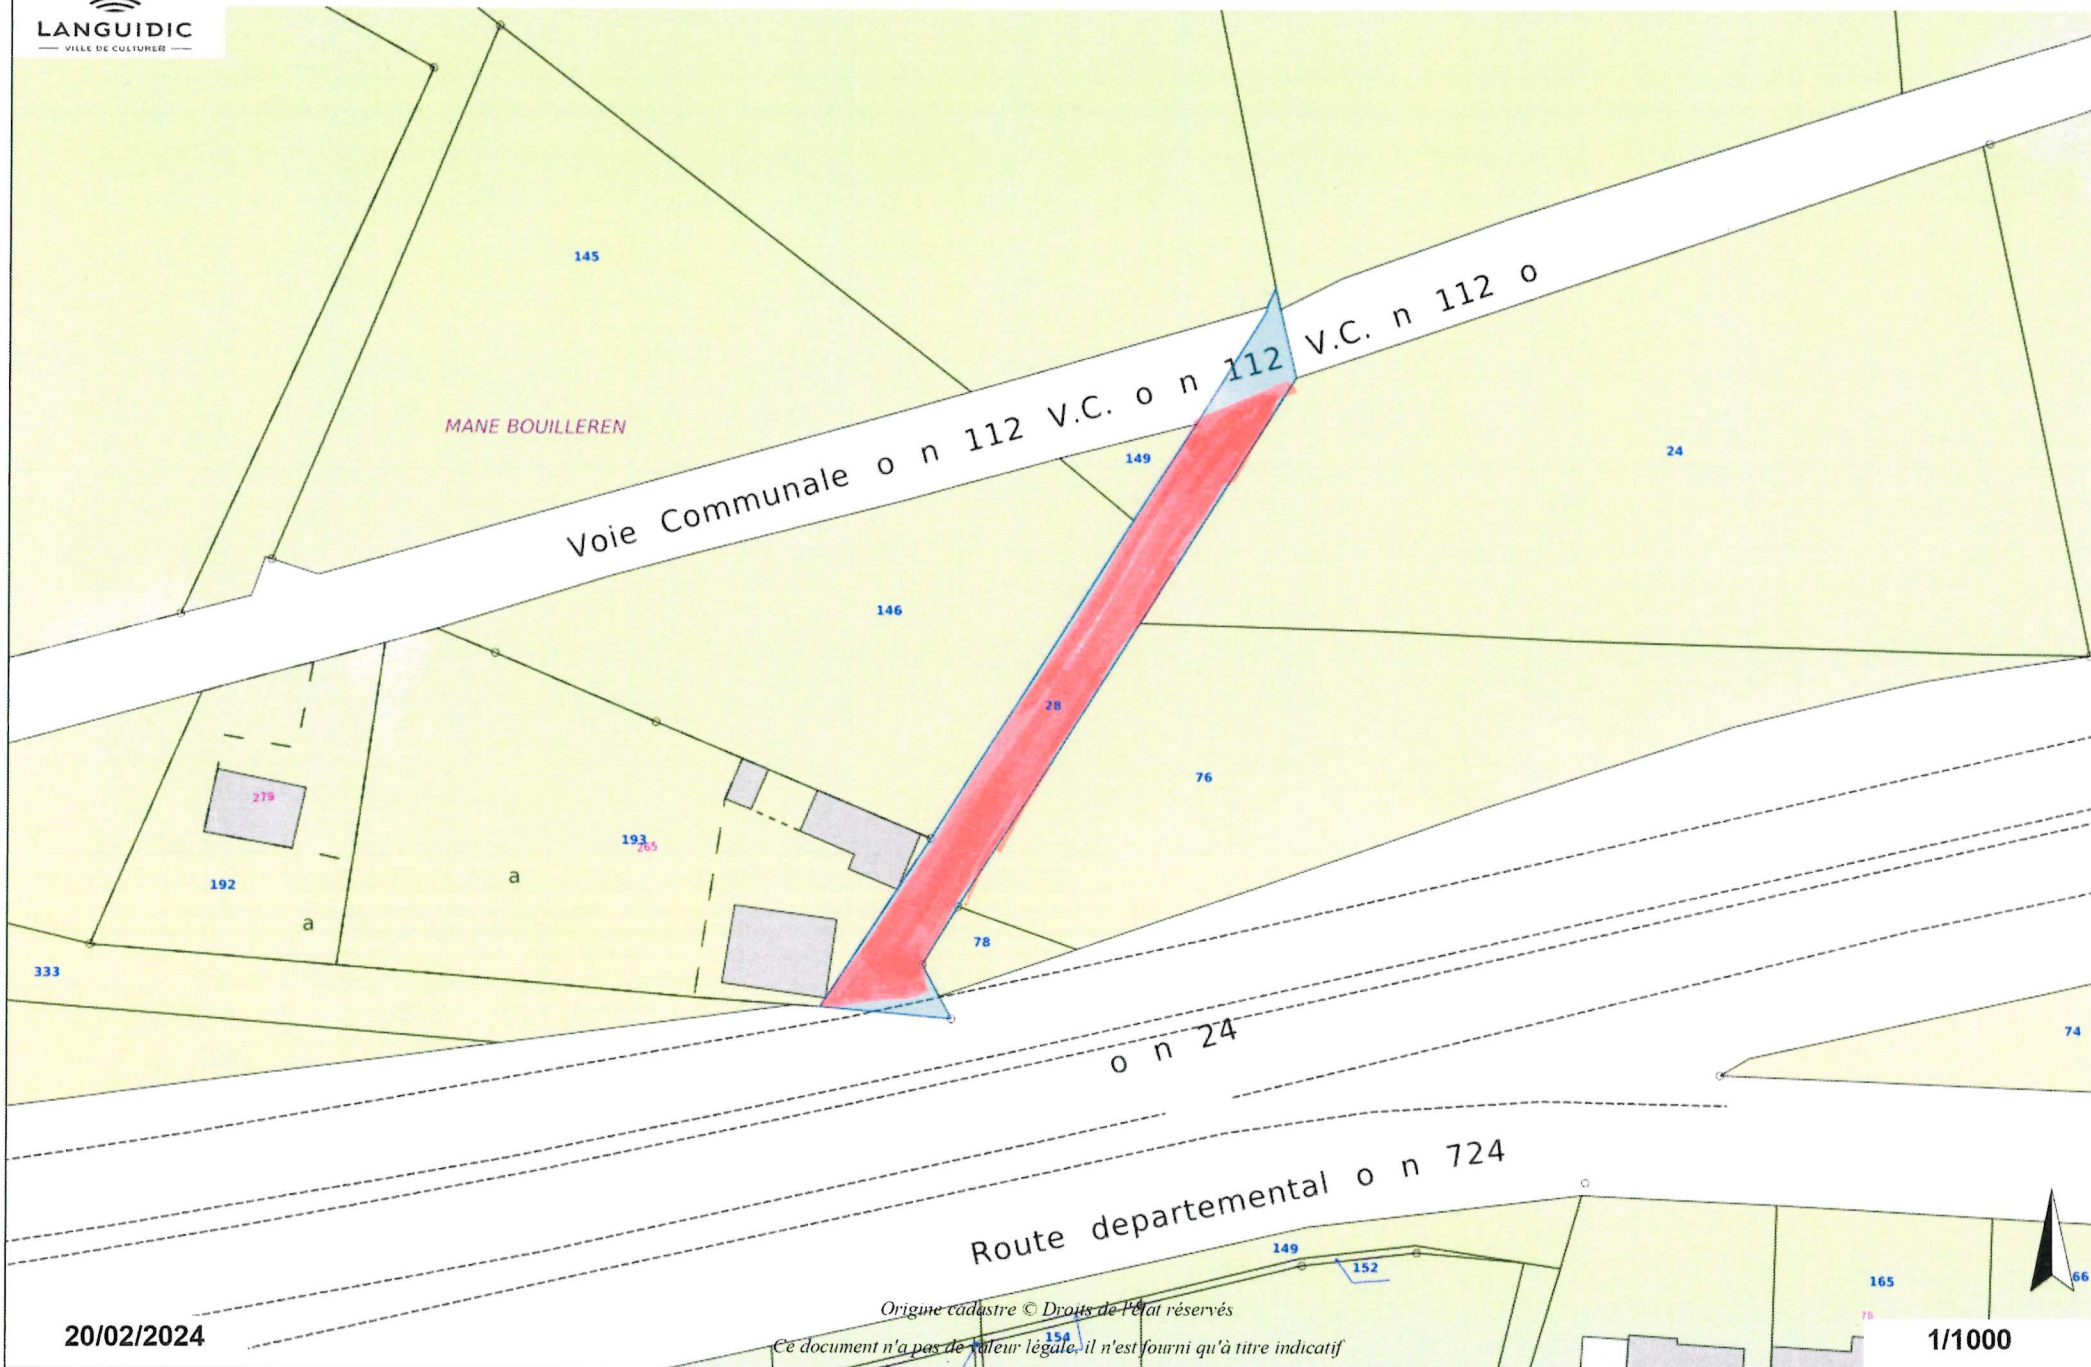 LANGUIDIC
VILLE DE CULTURES
145
MANE BOUILLEREN
Voie Communale o n 112 V.C. o n 112 V.C. n 112 o
149
24
146
28
76
279
193
265
192
a
a
78
333
o n 24
74
Route departemental o n 724
149
152
165
66
78
154
Origine cadastre © Droits de l'État réservés
Ce document n'a pas de valeur légale, il n'est fourni qu'à titre indicatif
20/02/2024
1/1000